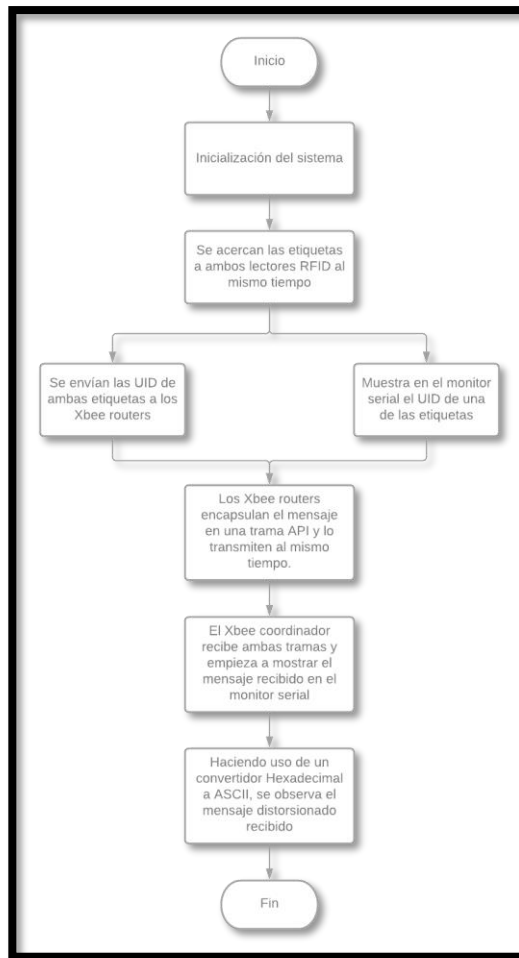 Inicio
Inicialización del sistema
Se acercan las etiquetas
a ambos lectores RFID al
mismo tiempo
Se envían las UID de
ambas etiquetas a los
Xbee routers
Muestra en el monitor
serial el UID de una
de las etiquetas
Los Xbee routers
encapsulan el mensaje
en una trama API y lo
transmiten al mismo
tiempo.
El Xbee coordinador
recibe ambas tramas y
empieza a mostrar el
mensaje recibido en el
monitor serial
Haciendo uso de un
convertidor Hexadecimal
a ASCII, se observa el
mensaje distorsionado
recibido
Fin